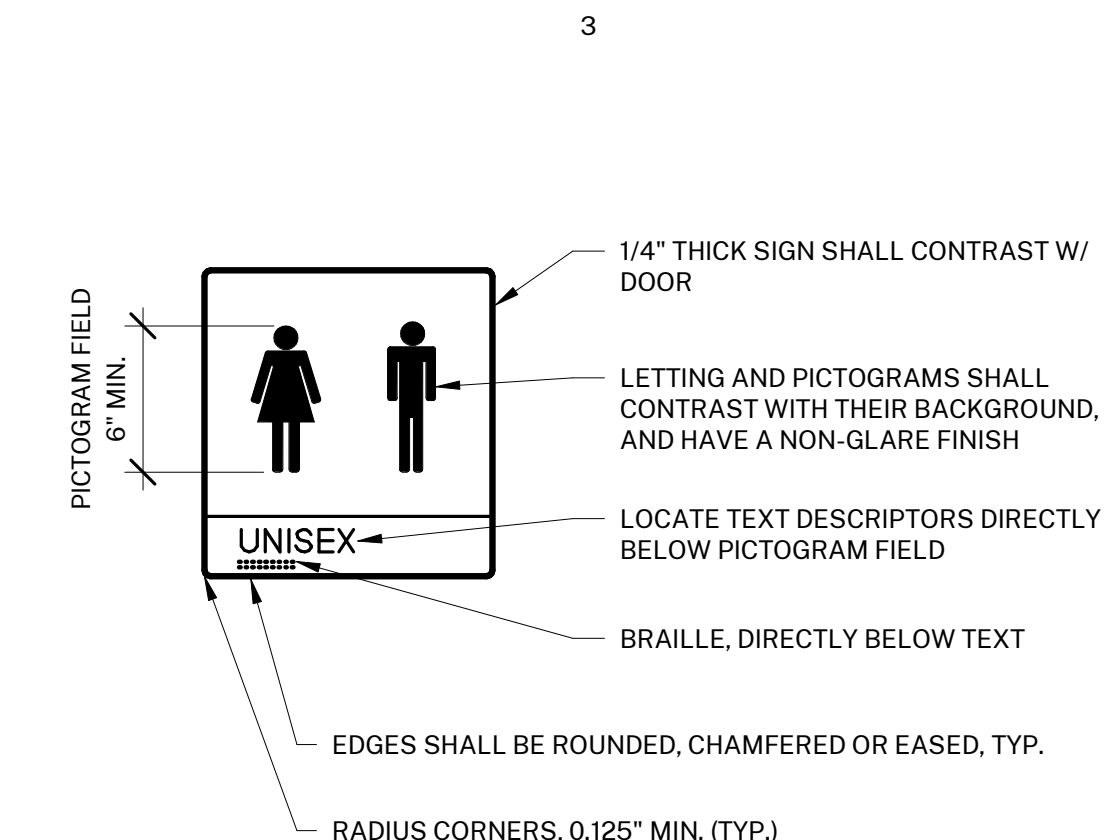 3
1/4" THICK SIGN SHALL CONTRAST W/
DOOR
PICTOGRAM FIELD
6" MIN.
LETTING AND PICTOGRAMS SHALL
CONTRAST WITH THEIR BACKGROUND,
AND HAVE A NON-GLARE FINISH
LOCATE TEXT DESCRIPTORS DIRECTLY
BELOW PICTOGRAM FIELD
UNISEX
BRAILLE, DIRECTLY BELOW TEXT
EDGES SHALL BE ROUNDED, CHAMFERED OR EASED, TYP.
RADIUS CORNERS, 0.125" MIN. (TYP.)